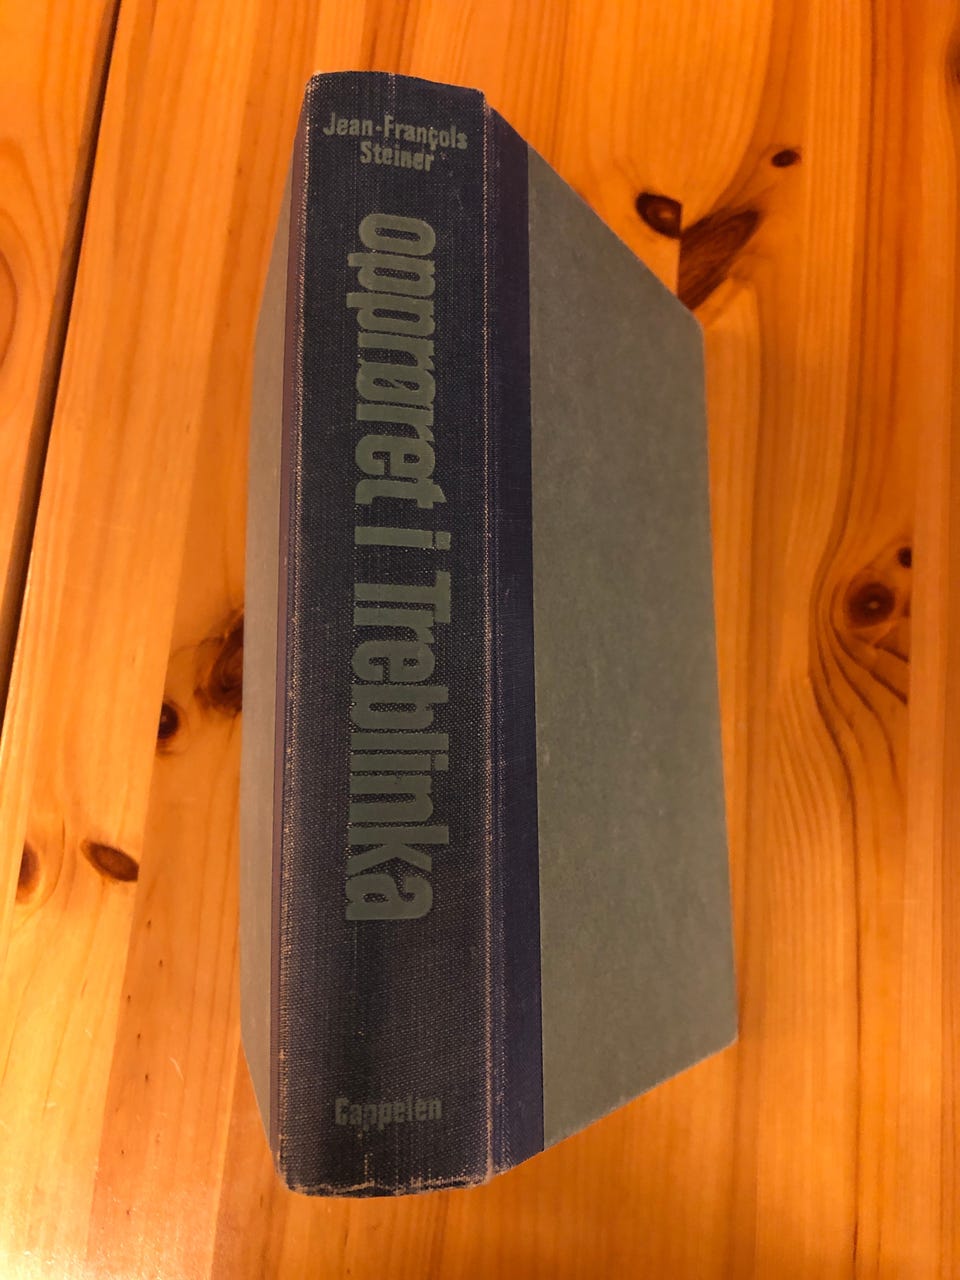 Jean-François
Steiner
opprøret i Treblinka
Cappelen